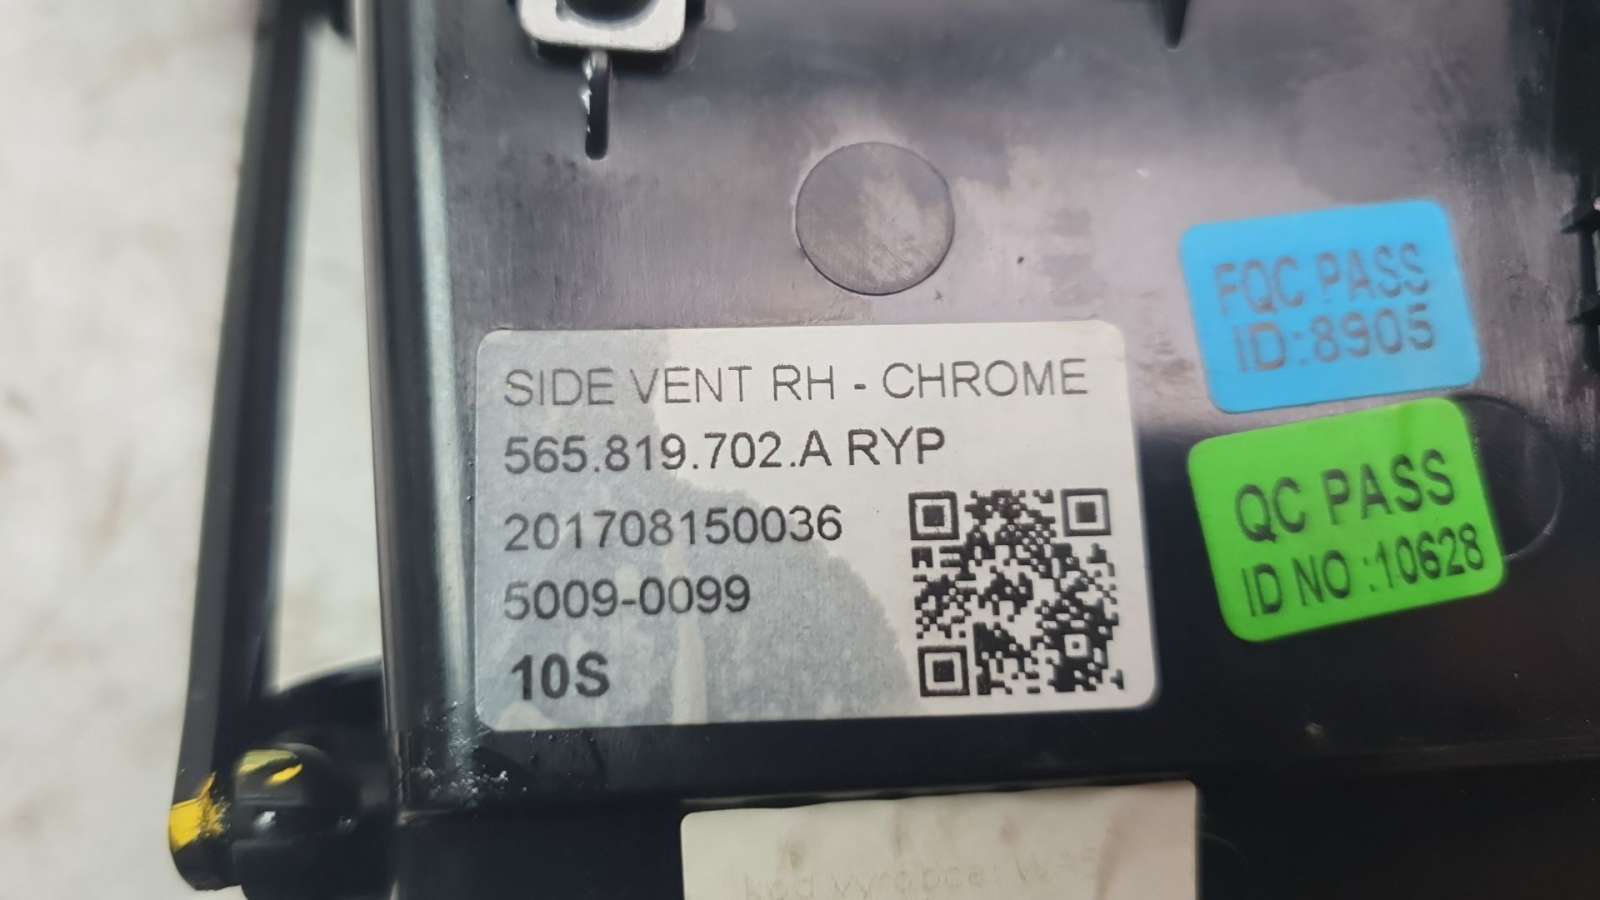 SIDE VENT RH - CHROME
565.819.702.A RYP
201708150036
5009-0099
10S
FQC PASS
ID:8905
QC PASS
ID NO :10628